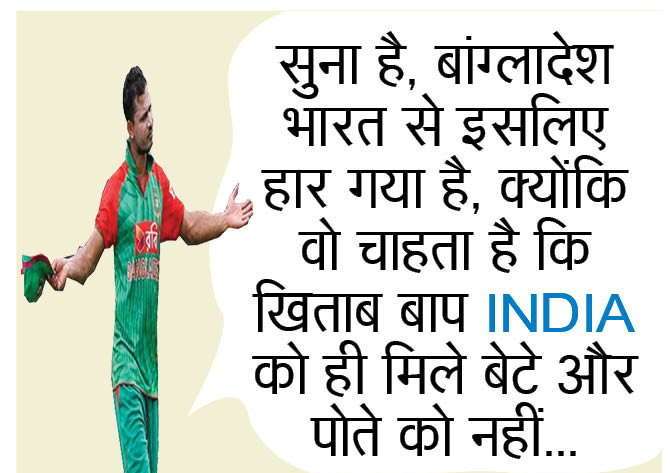 सुना है, बांग्लादेश
भारत से इसलिए
हार गया है, क्योंकि
वो चाहता है कि
खिताब बाप INDIA
को ही मिले बेटे और
पोते को नहीं...